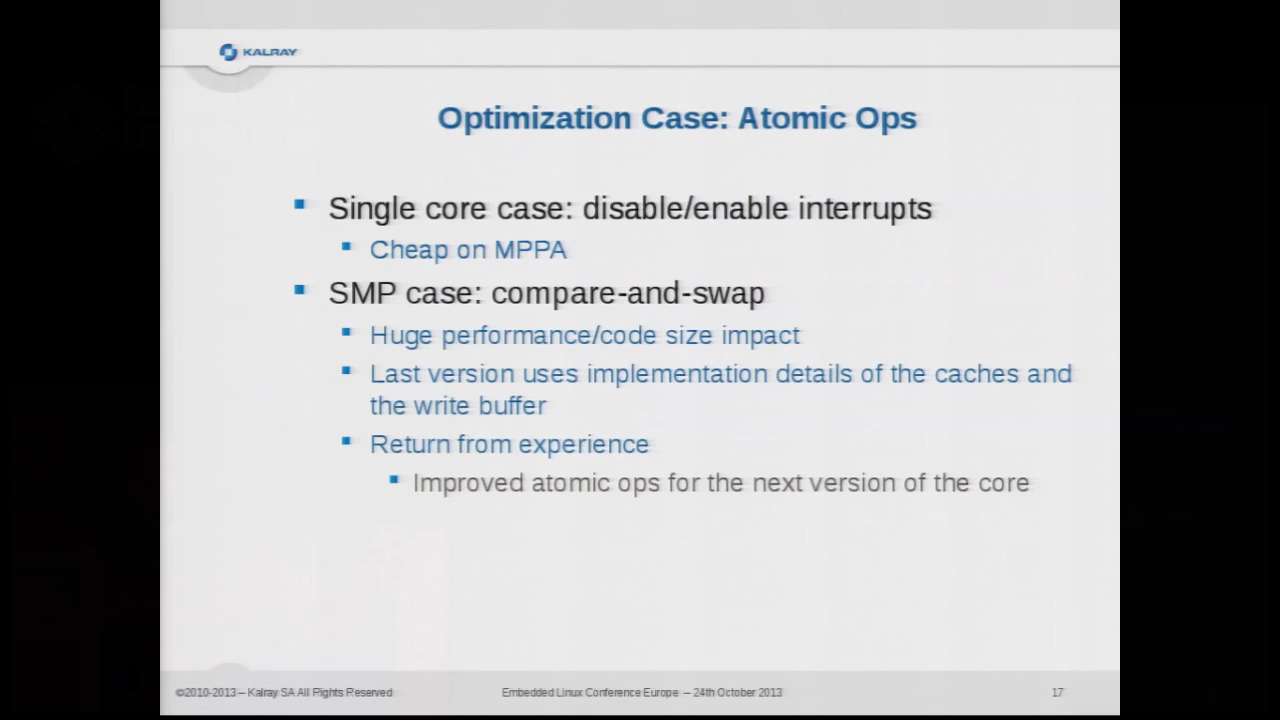 KALRAY
Optimization Case: Atomic Ops
Single core case: disable/enable interrupts
Cheap on MPPA
SMP case: compare-and-swap
Huge performance/code size impact
Last version uses implementation details of the caches and
the write buffer
Return from experience
Improved atomic ops for the next version of the core
©2010-2013 – Kalray SA All Rights Reserved
Embedded Linux Conference Europe – 24th October 2013
17